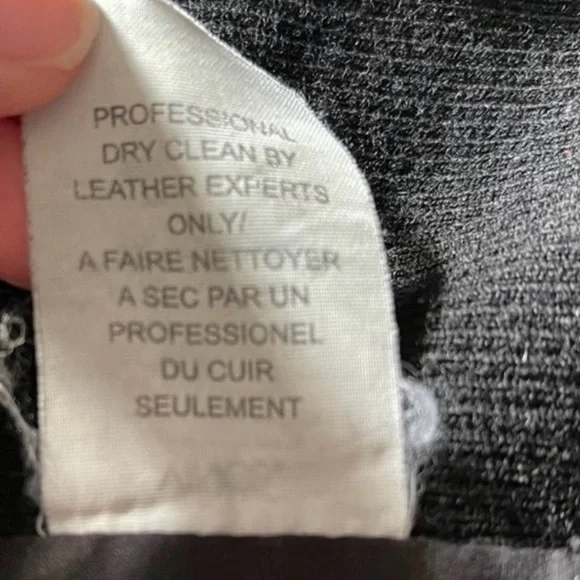 PROFESSIONAL
DRY CLEAN BY
LEATHER EXPERTS
ONLY/
A FAIRE NETTOYER
A SEC PAR UN
PROFESSIONEL
DU CUIR
SEULEMENT